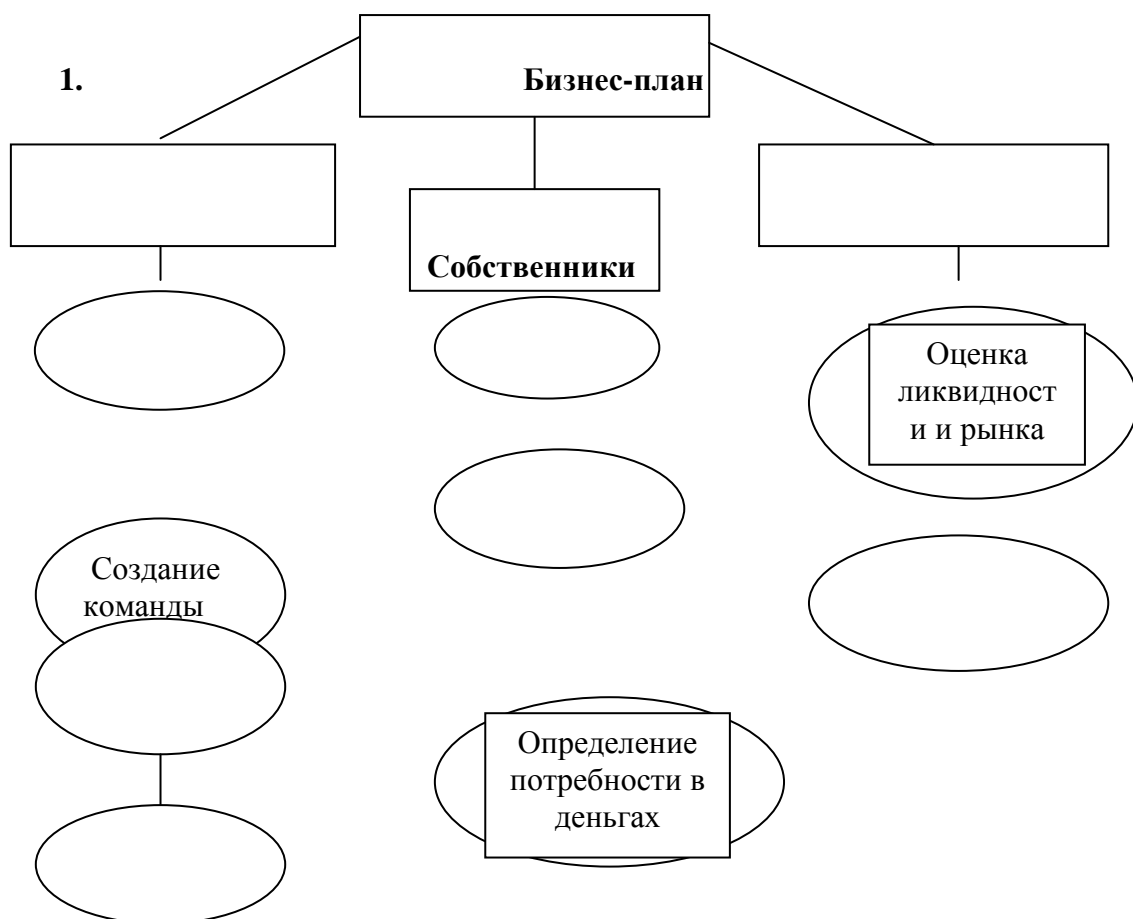 1. Бизнес-план
Собственники
Оценка
ликвидност
и и рынка
Создание
команды
Определение
потребности в
деньгах